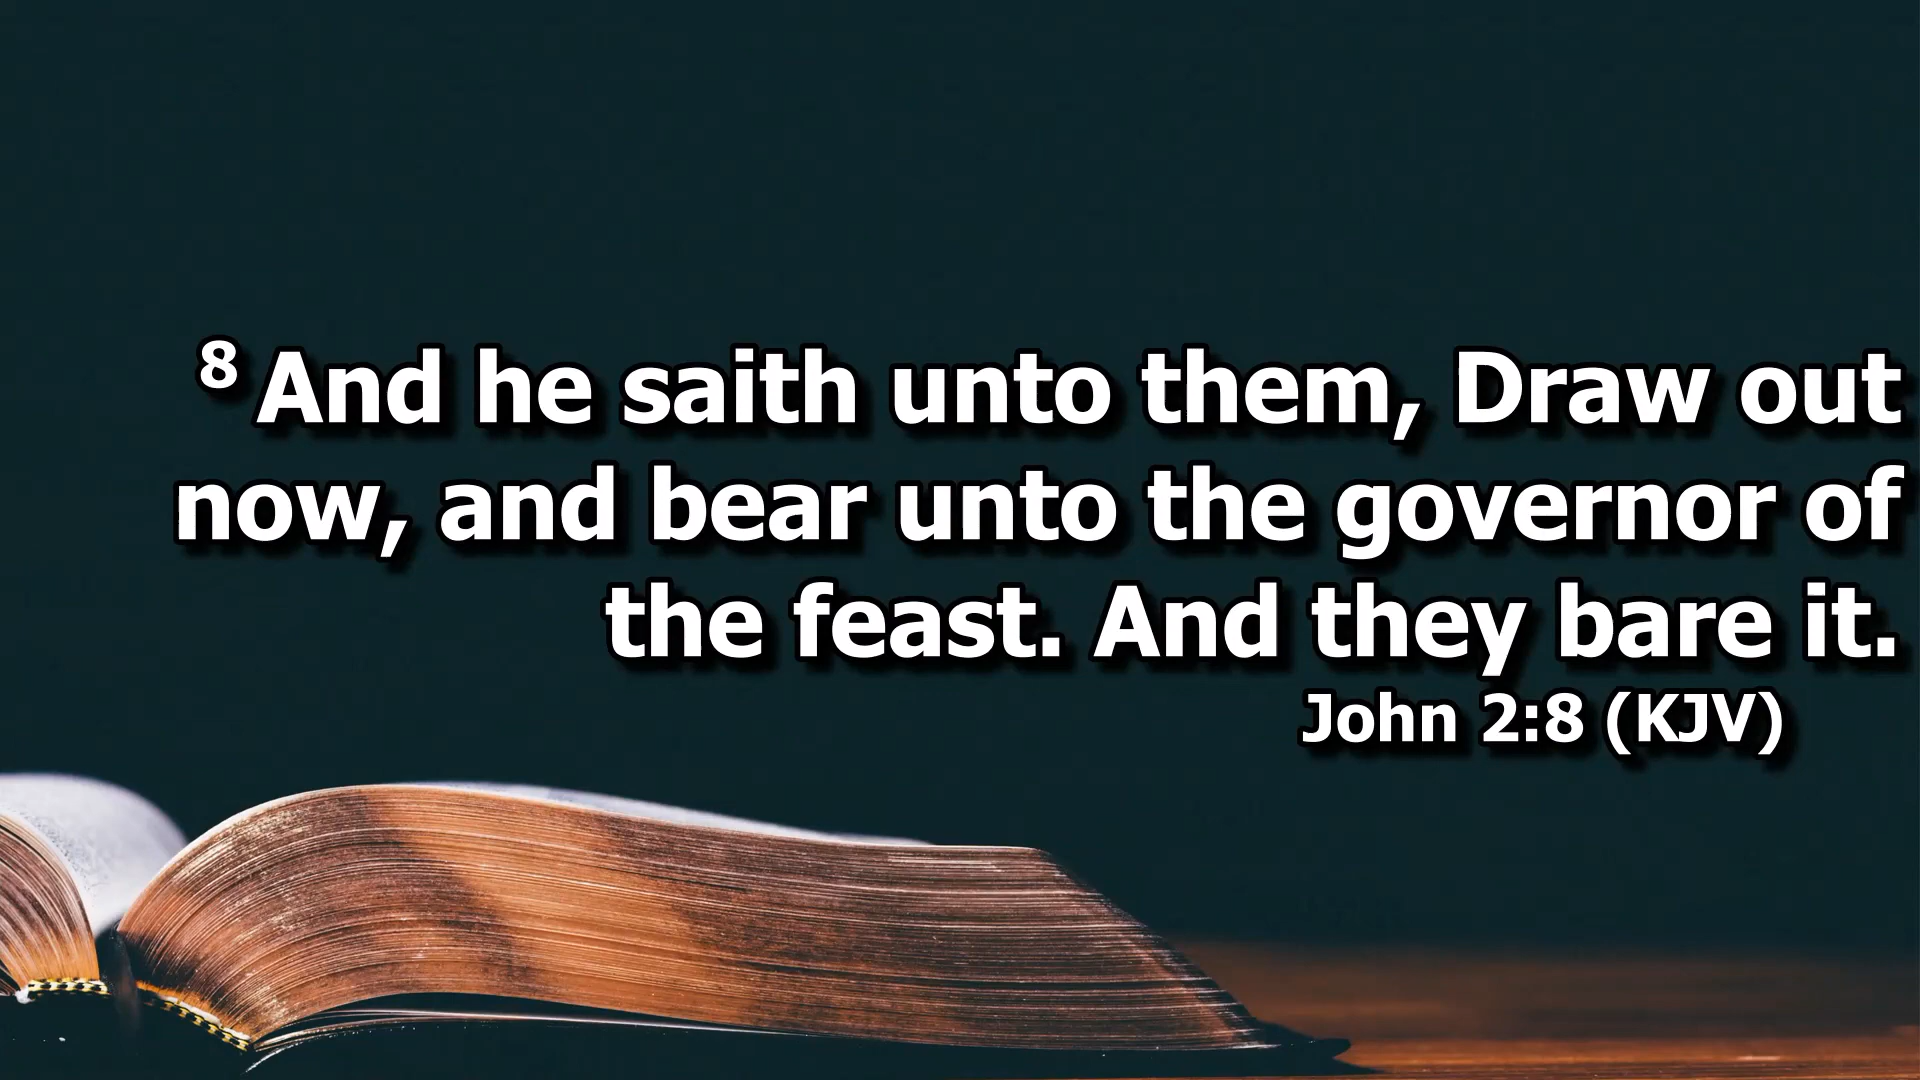 8 And he saith unto them, Draw out
now, and bear unto the governor of
the feast. And they bare it.
John 2:8 (KJV)